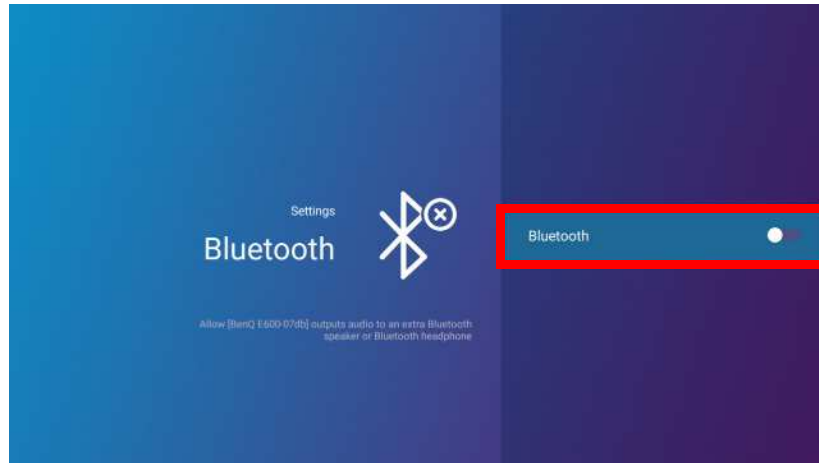 Settings
Bluetooth
Allow [BenQ E600-07db] outputs audio to an extra Bluetooth
speaker or Bluetooth headphone
Bluetooth